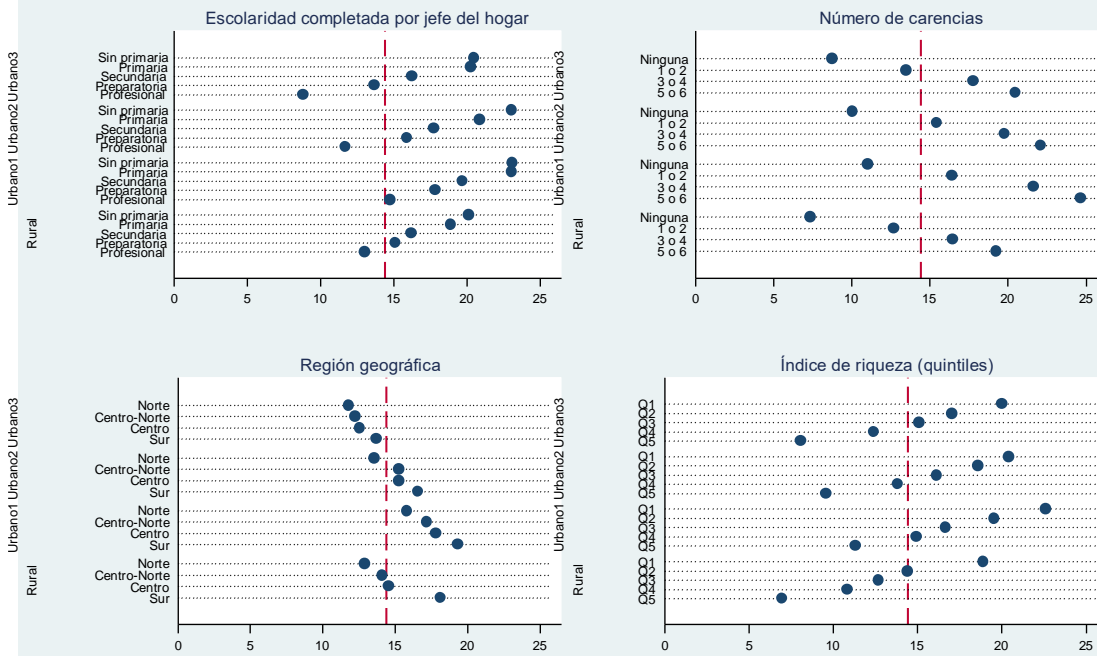 Escolaridad completada por jefe del hogar
Urbano1 Urbano2 Urbano3
Rural
Sin primaria
Primaria
Secundaria
Preparatoria
Profesional
Sin primaria
Primaria
Secundaria
Preparatoria
Profesional
Sin primaria
Primaria
Secundaria
Preparatoria
Profesional
Sin primaria
Primaria
Secundaria
Preparatoria
Profesional
0 5 10 15 20 25
Número de carencias
Urbano1 Urbano2 Urbano3
Rural
Ninguna
1 o 2
3 o 4
5 o 6
Ninguna
1 o 2
3 o 4
5 o 6
Ninguna
1 o 2
3 o 4
5 o 6
Ninguna
1 o 2
3 o 4
5 o 6
0 10 15 20 25
Región geográfica
Urbano1 Urbano2 Urbano3
Rural
Norte
Centro-Norte
Centro
Sur
Norte
Centro-Norte
Centro
Sur
Norte
Centro-Norte
Centro
Sur
Norte
Centro-Norte
Centro
Sur
0 5 10 15 20 25
Índice de riqueza (quintiles)
Urbano1 Urbano2 Urbano3
Rural
Q1
Q2
Q3
Q4
Q5
Q1
Q2
Q3
Q4
Q5
Q1
Q2
Q3
Q4
Q5
Q1
Q2
Q3
Q4
Q5
0 5 10 15 20 25